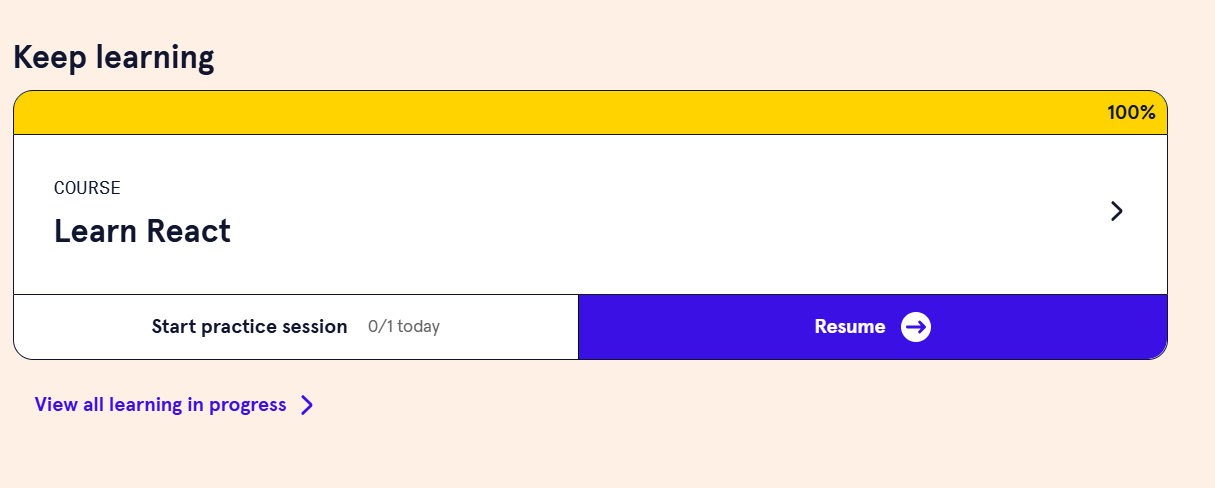 Keep learning
100%
COURSE
Learn React
Start practice session 0/1 today
Resume
View all learning in progress